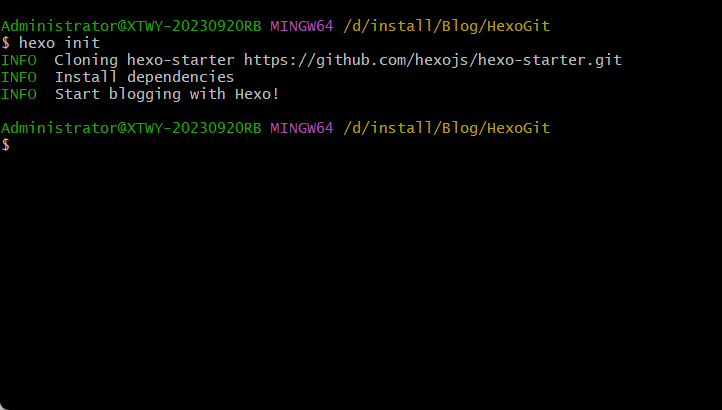 Administrator@XTWY-20230920RB MINGW64 /d/install/Blog/HexoGit
$ hexo init
INFO  Cloning hexo-starter https://github.com/hexojs/hexo-starter.git
INFO  Install dependencies
INFO  Start blogging with Hexo!
Administrator@XTWY-20230920RB MINGW64 /d/install/Blog/HexoGit
$